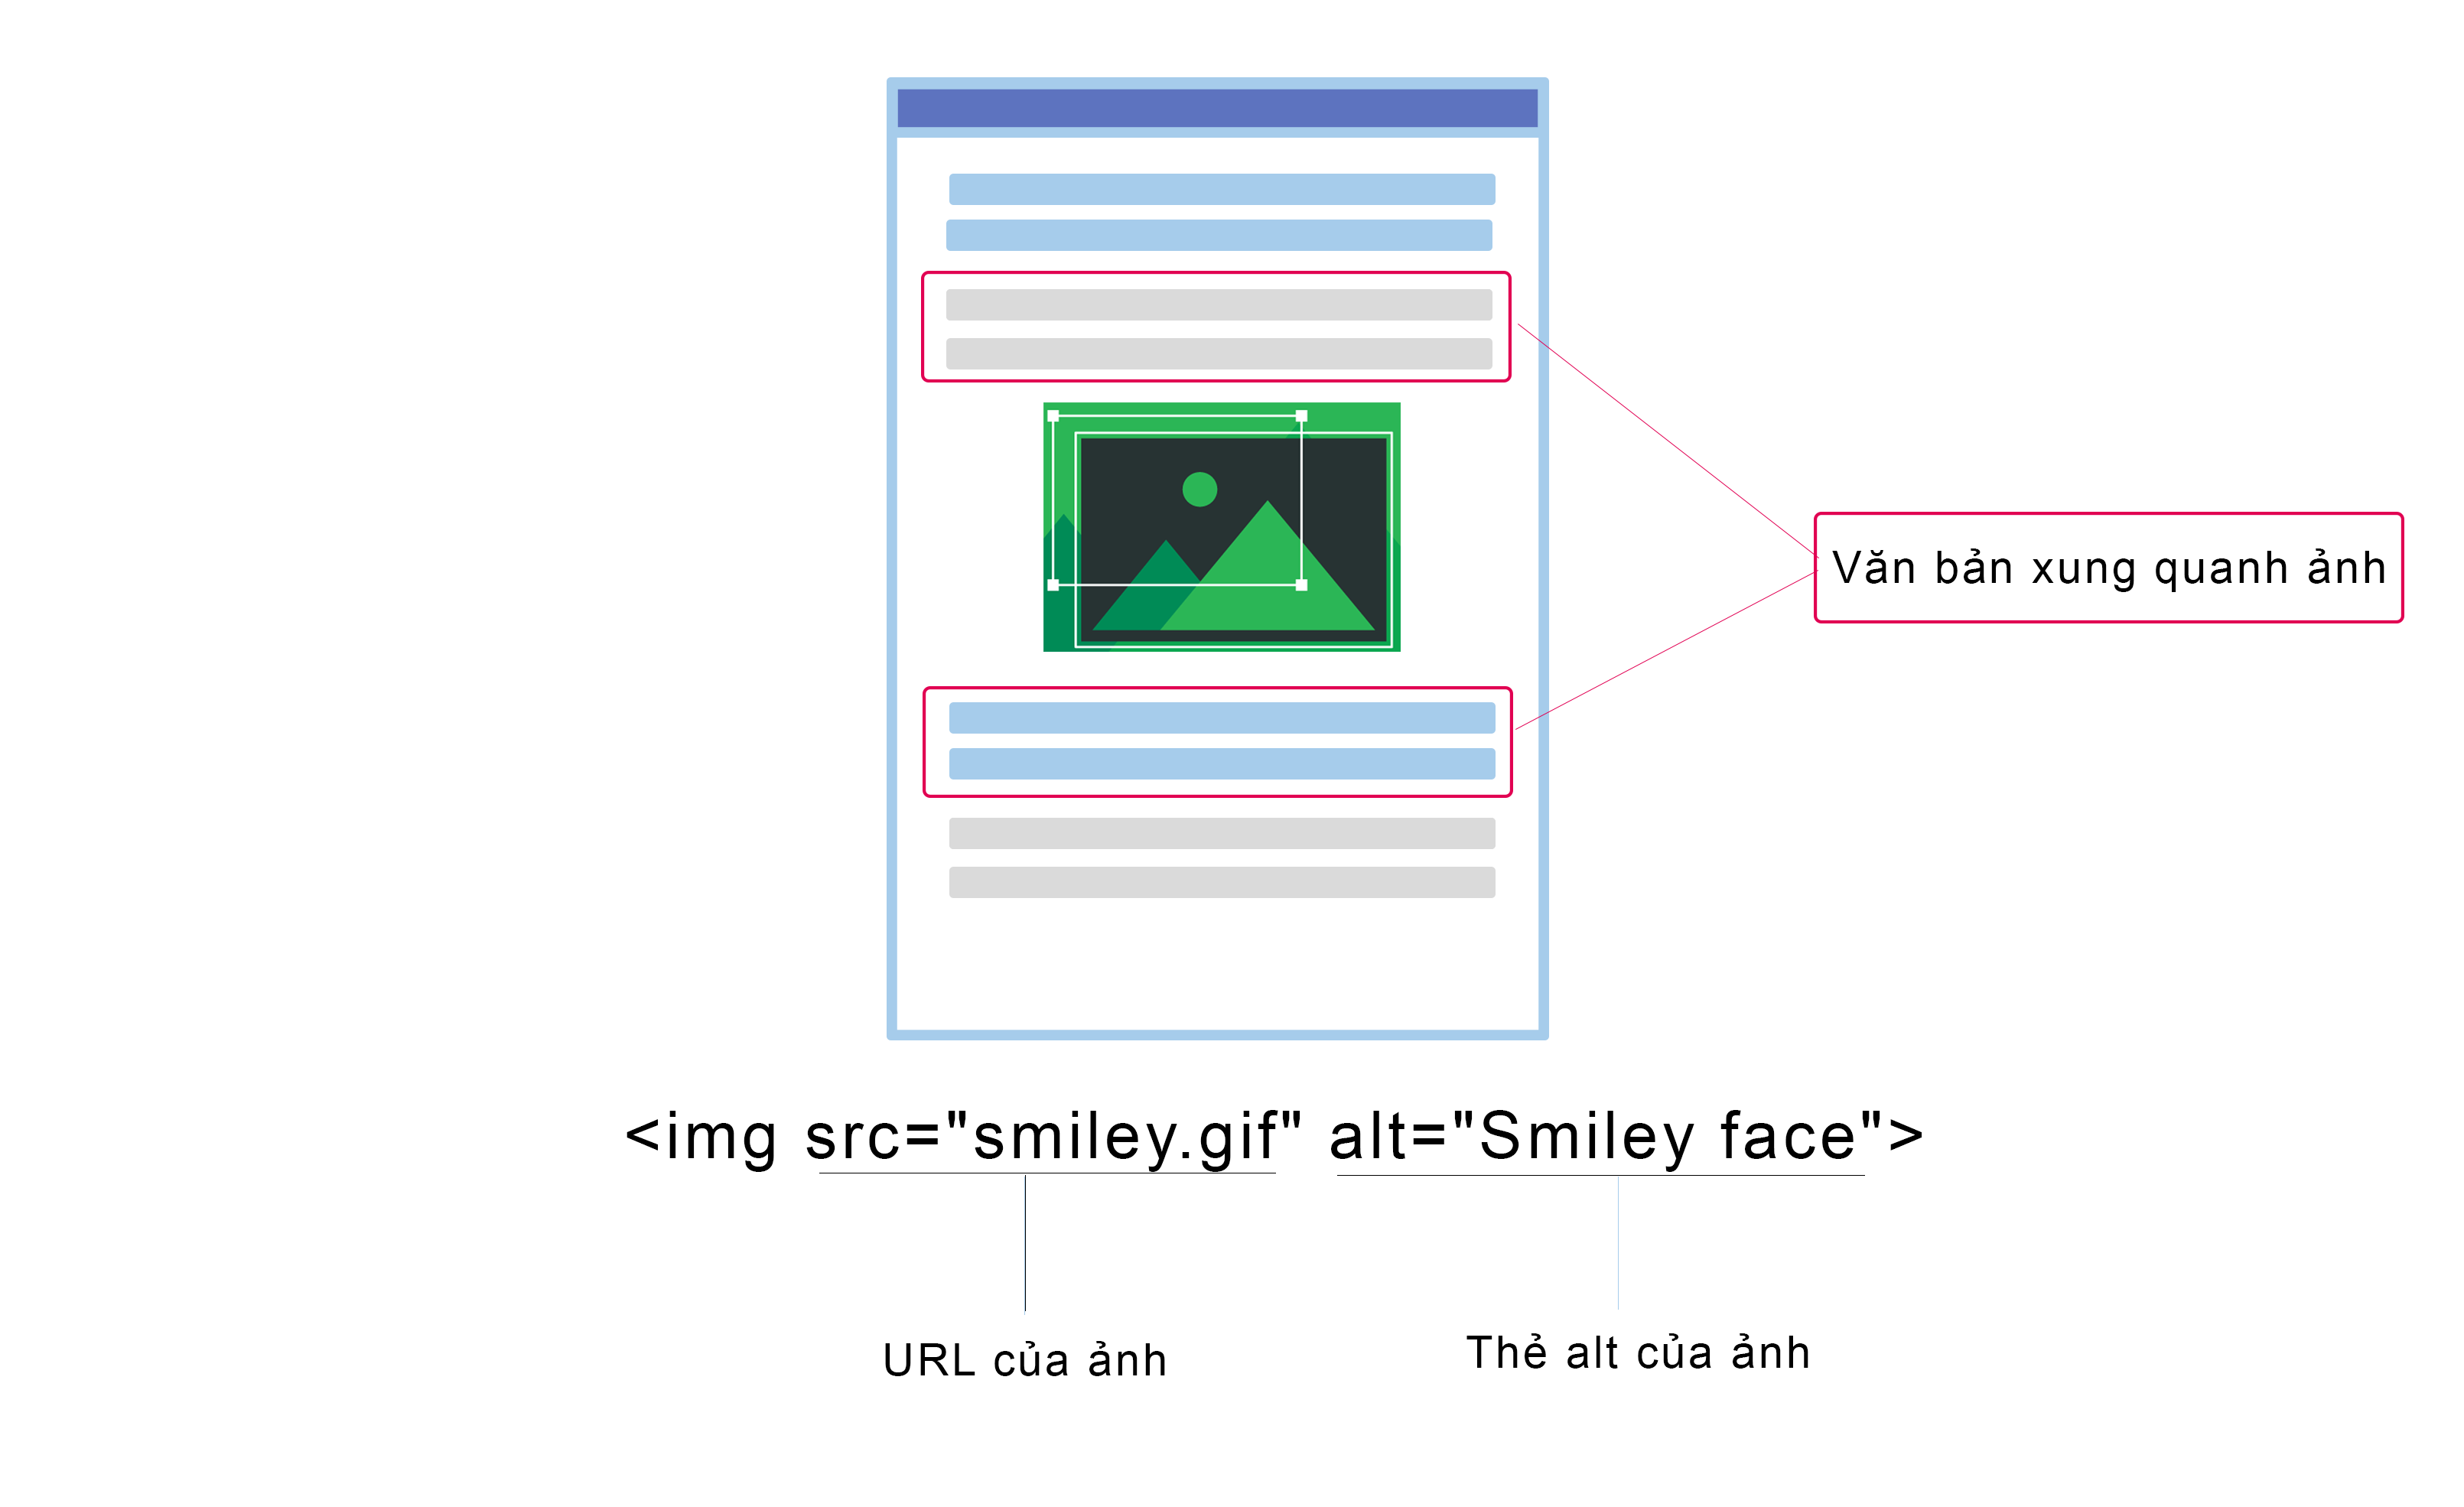 Văn bản xung quanh ảnh
<img src="smiley.gif" alt="Smiley face">
URL của ảnh
Thẻ alt của ảnh